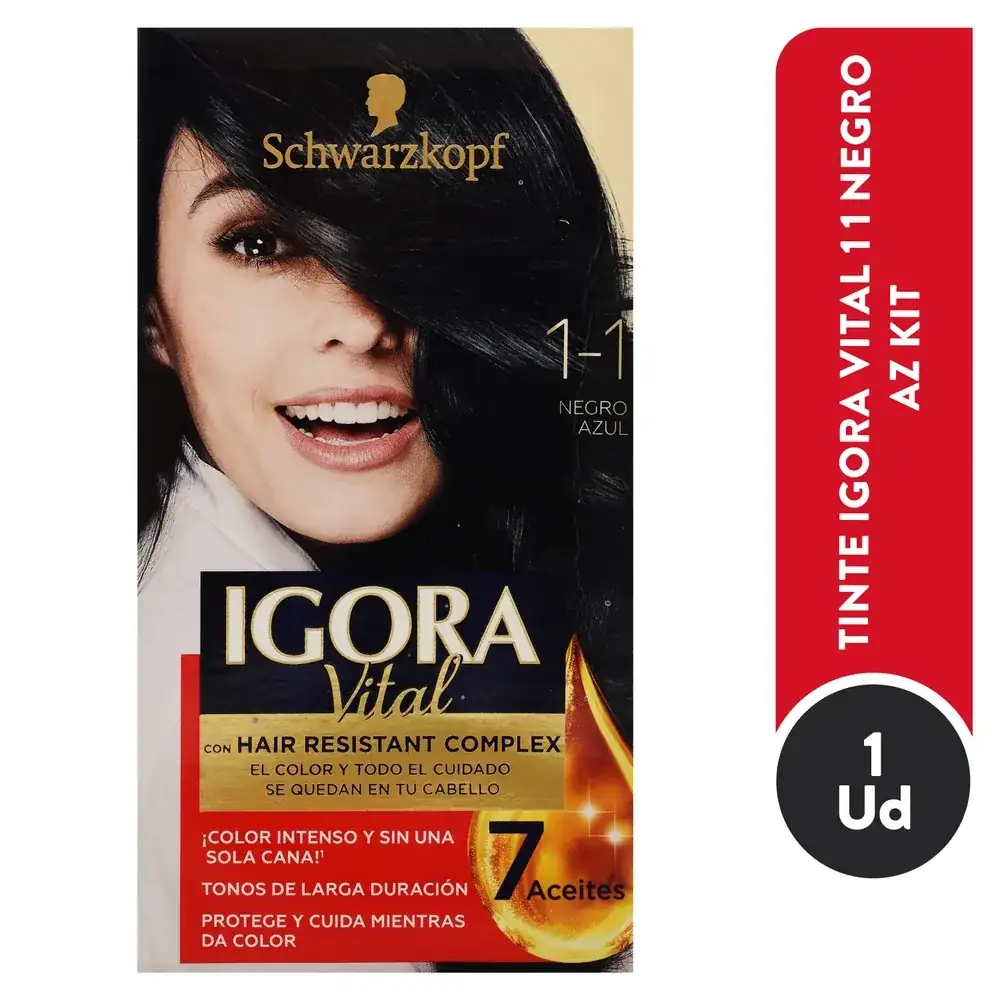 Schwarzkopf
1-1
NEGRO
AZUL
IGORA
Vital
CON HAIR RESISTANT COMPLEX
EL COLOR Y TODO EL CUIDADO
SE QUEDAN EN TU CABELLO
¡COLOR INTENSO Y SIN UNA
SOLA CANA!¹
TONOS DE LARGA DURACIÓN
PROTEGE Y CUIDA MIENTRAS
DA COLOR
7 Aceites
TINTE IGORA VITAL 1 1 NEGRO
AZ KIT
1
Ud